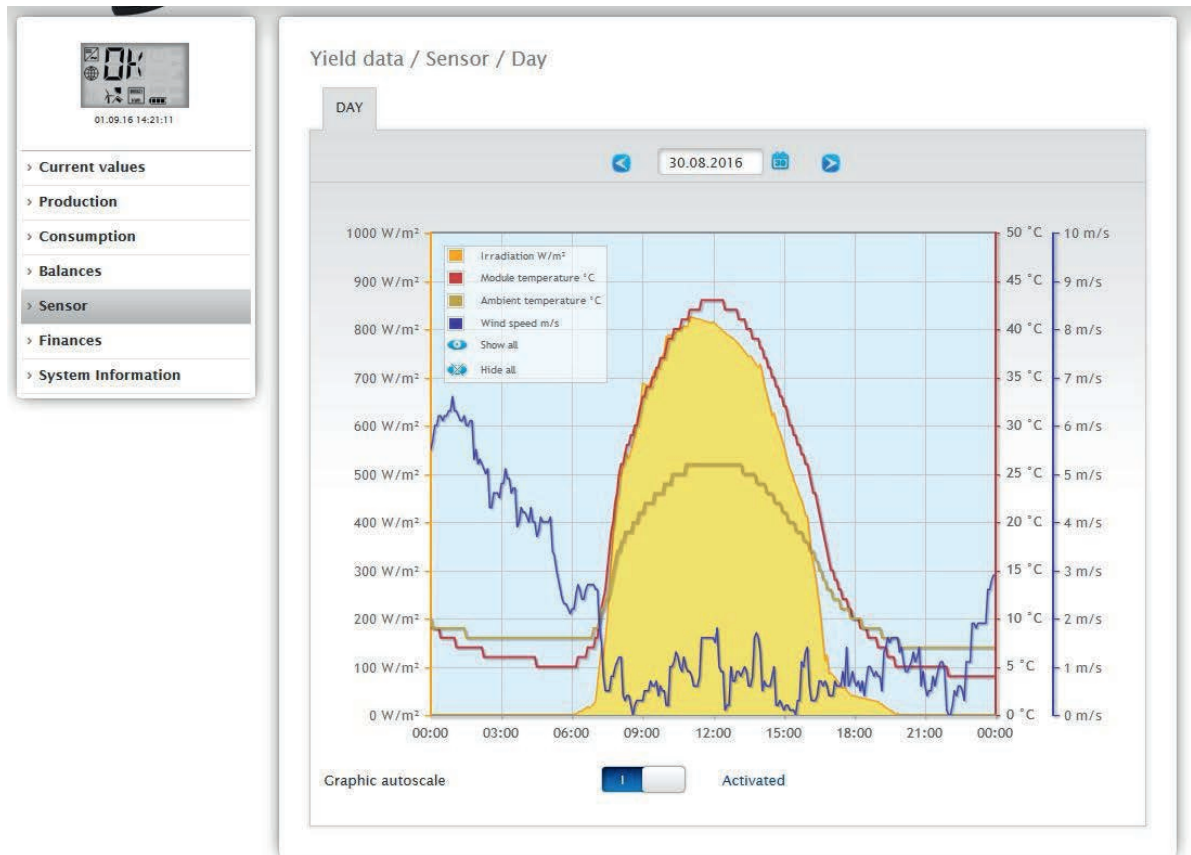 OK
01.09.16 14:21:11
› Current values
› Production
› Consumption
› Balances
› Sensor
› Finances
› System Information
Yield data / Sensor / Day
DAY
30.08.2016
1000 W/m²
900 W/m²
800 W/m²
700 W/m²
600 W/m²
500 W/m²
400 W/m²
300 W/m²
200 W/m²
100 W/m²
0 W/m²
Irradiation W/m²
Module temperature °C
Ambient temperature °C
Wind speed m/s
Show all
Hide all
50 °C
45 °C
40 °C
35 °C
30 °C
25 °C
20 °C
15 °C
10 °C
5 °C
0 °C
10 m/s
9 m/s
8 m/s
7 m/s
6 m/s
5 m/s
4 m/s
3 m/s
2 m/s
1 m/s
0 m/s
00:00 03:00 06:00 09:00 12:00 15:00 18:00 21:00 00:00
Graphic autoscale I Activated